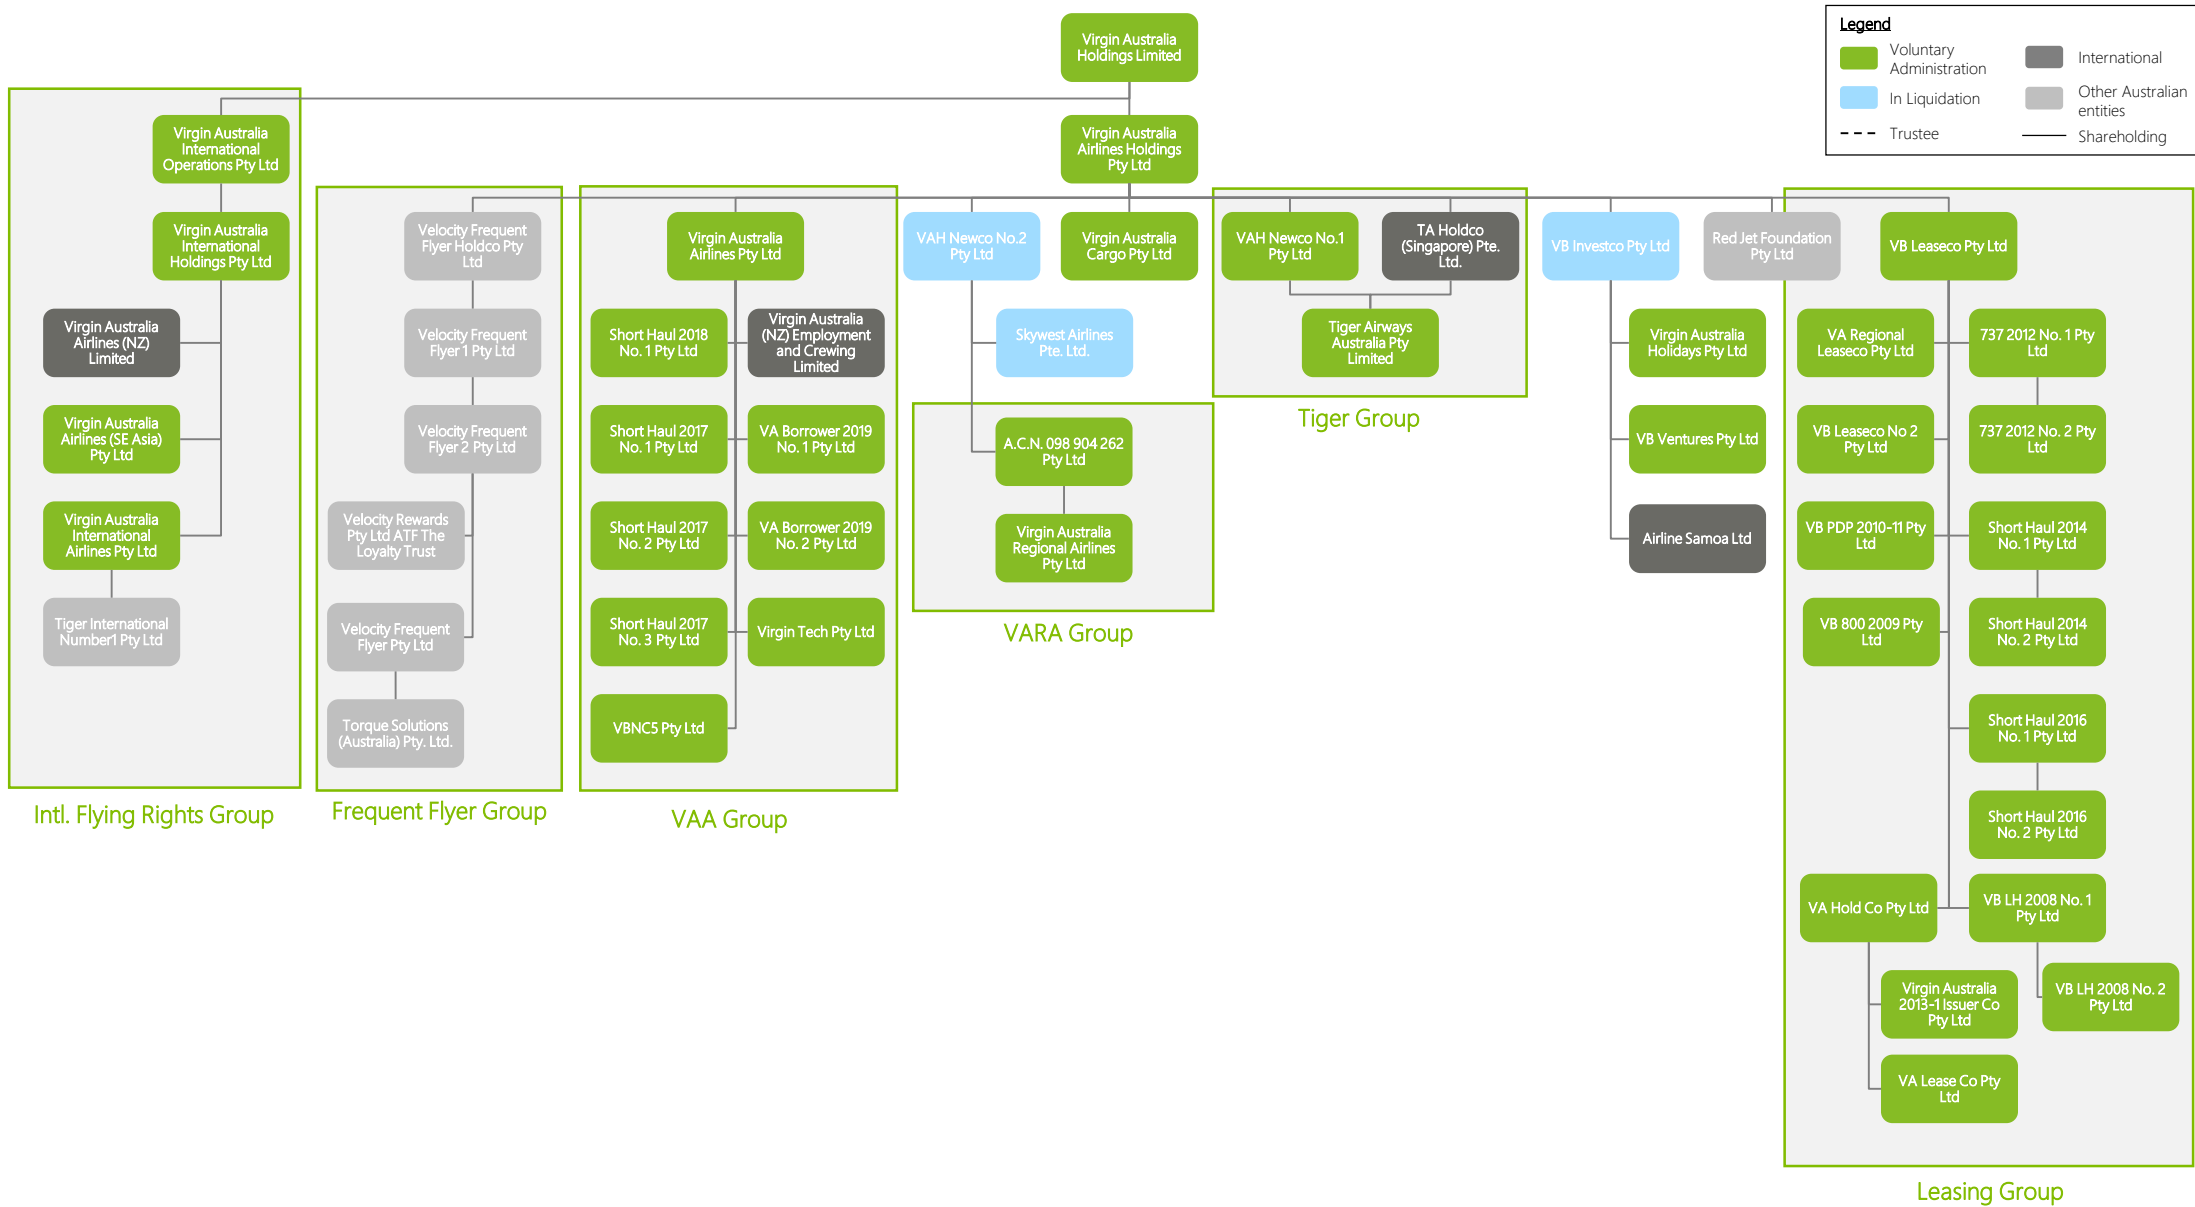 Legend
Voluntary
Administration
International
In Liquidation
Other Australian
entities
Trustee
Shareholding
Virgin Australia
Holdings Limited
Virgin Australia
International
Operations Pty Ltd
Virgin Australia
Airlines Holdings
Pty Ltd
Virgin Australia
International
Holdings Pty Ltd
Virgin Australia
Airlines (NZ)
Limited
Virgin Australia
Airlines (SE Asia)
Pty Ltd
Virgin Australia
International
Airlines Pty Ltd
Tiger International
Number1 Pty Ltd
Intl. Flying Rights Group
Velocity Frequent
Flyer Holdco Pty
Ltd
Velocity Frequent
Flyer 1 Pty Ltd
Velocity Frequent
Flyer 2 Pty Ltd
Velocity Rewards
Pty Ltd ATF The
Loyalty Trust
Velocity Frequent
Flyer Pty Ltd
Torque Solutions
(Australia) Pty. Ltd.
Frequent Flyer Group
Virgin Australia
Airlines Pty Ltd
Short Haul 2018
No. 1 Pty Ltd
Virgin Australia
(NZ) Employment
and Crewing
Limited
Short Haul 2017
No. 1 Pty Ltd
VA Borrower 2019
No. 1 Pty Ltd
Short Haul 2017
No. 2 Pty Ltd
VA Borrower 2019
No. 2 Pty Ltd
Short Haul 2017
No. 3 Pty Ltd
Virgin Tech Pty Ltd
VBNC5 Pty Ltd
VAA Group
VAH Newco No.2
Pty Ltd
Skywest Airlines
Pte. Ltd.
A.C.N. 098 904 262
Pty Ltd
Virgin Australia
Regional Airlines
Pty Ltd
VARA Group
Virgin Australia
Cargo Pty Ltd
VAH Newco No.1
Pty Ltd
TA Holdco
(Singapore) Pte.
Ltd.
Tiger Airways
Australia Pty
Limited
Tiger Group
VB Investco Pty Ltd
Virgin Australia
Holidays Pty Ltd
VB Ventures Pty Ltd
Airline Samoa Ltd
Red Jet Foundation
Pty Ltd
VB Leaseco Pty Ltd
VA Regional
Leaseco Pty Ltd
737 2012 No. 1 Pty
Ltd
VB Leaseco No 2
Pty Ltd
737 2012 No. 2 Pty
Ltd
VB PDP 2010-11 Pty
Ltd
Short Haul 2014
No. 1 Pty Ltd
VB 800 2009 Pty
Ltd
Short Haul 2014
No. 2 Pty Ltd
Short Haul 2016
No. 1 Pty Ltd
Short Haul 2016
No. 2 Pty Ltd
VA Hold Co Pty Ltd
VB LH 2008 No. 1
Pty Ltd
Virgin Australia
2013-1 Issuer Co
Pty Ltd
VB LH 2008 No. 2
Pty Ltd
VA Lease Co Pty
Ltd
Leasing Group